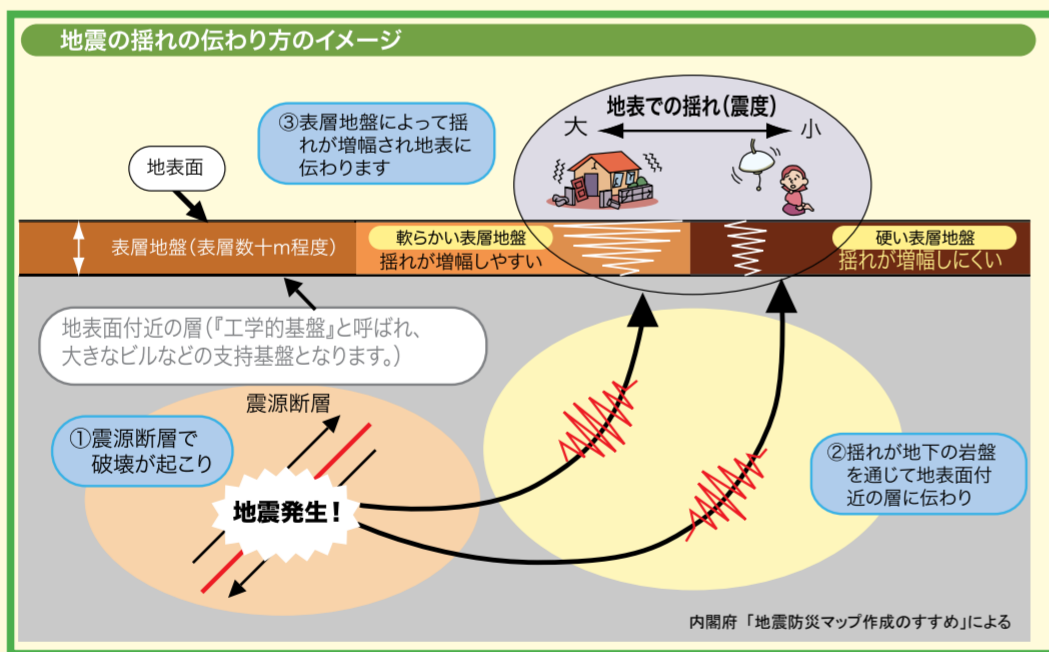 地震の揺れの伝わり方のイメージ
③表層地盤によって揺
れが増幅され地表に
伝わります
地表での揺れ（震度）
大
小
地表面
表層地盤（表層数十m程度）
軟らかい表層地盤
揺れが増幅しやすい
硬い表層地盤
揺れが増幅しにくい
地表面付近の層（『工学的基盤』と呼ばれ、
大きなビルなどの支持基盤となります。）
震源断層
①震源断層で
破壊が起こり
地震発生！
②揺れが地下の岩盤
を通じて地表面付
近の層に伝わり
内閣府 「地震防災マップ作成のすすめ」による